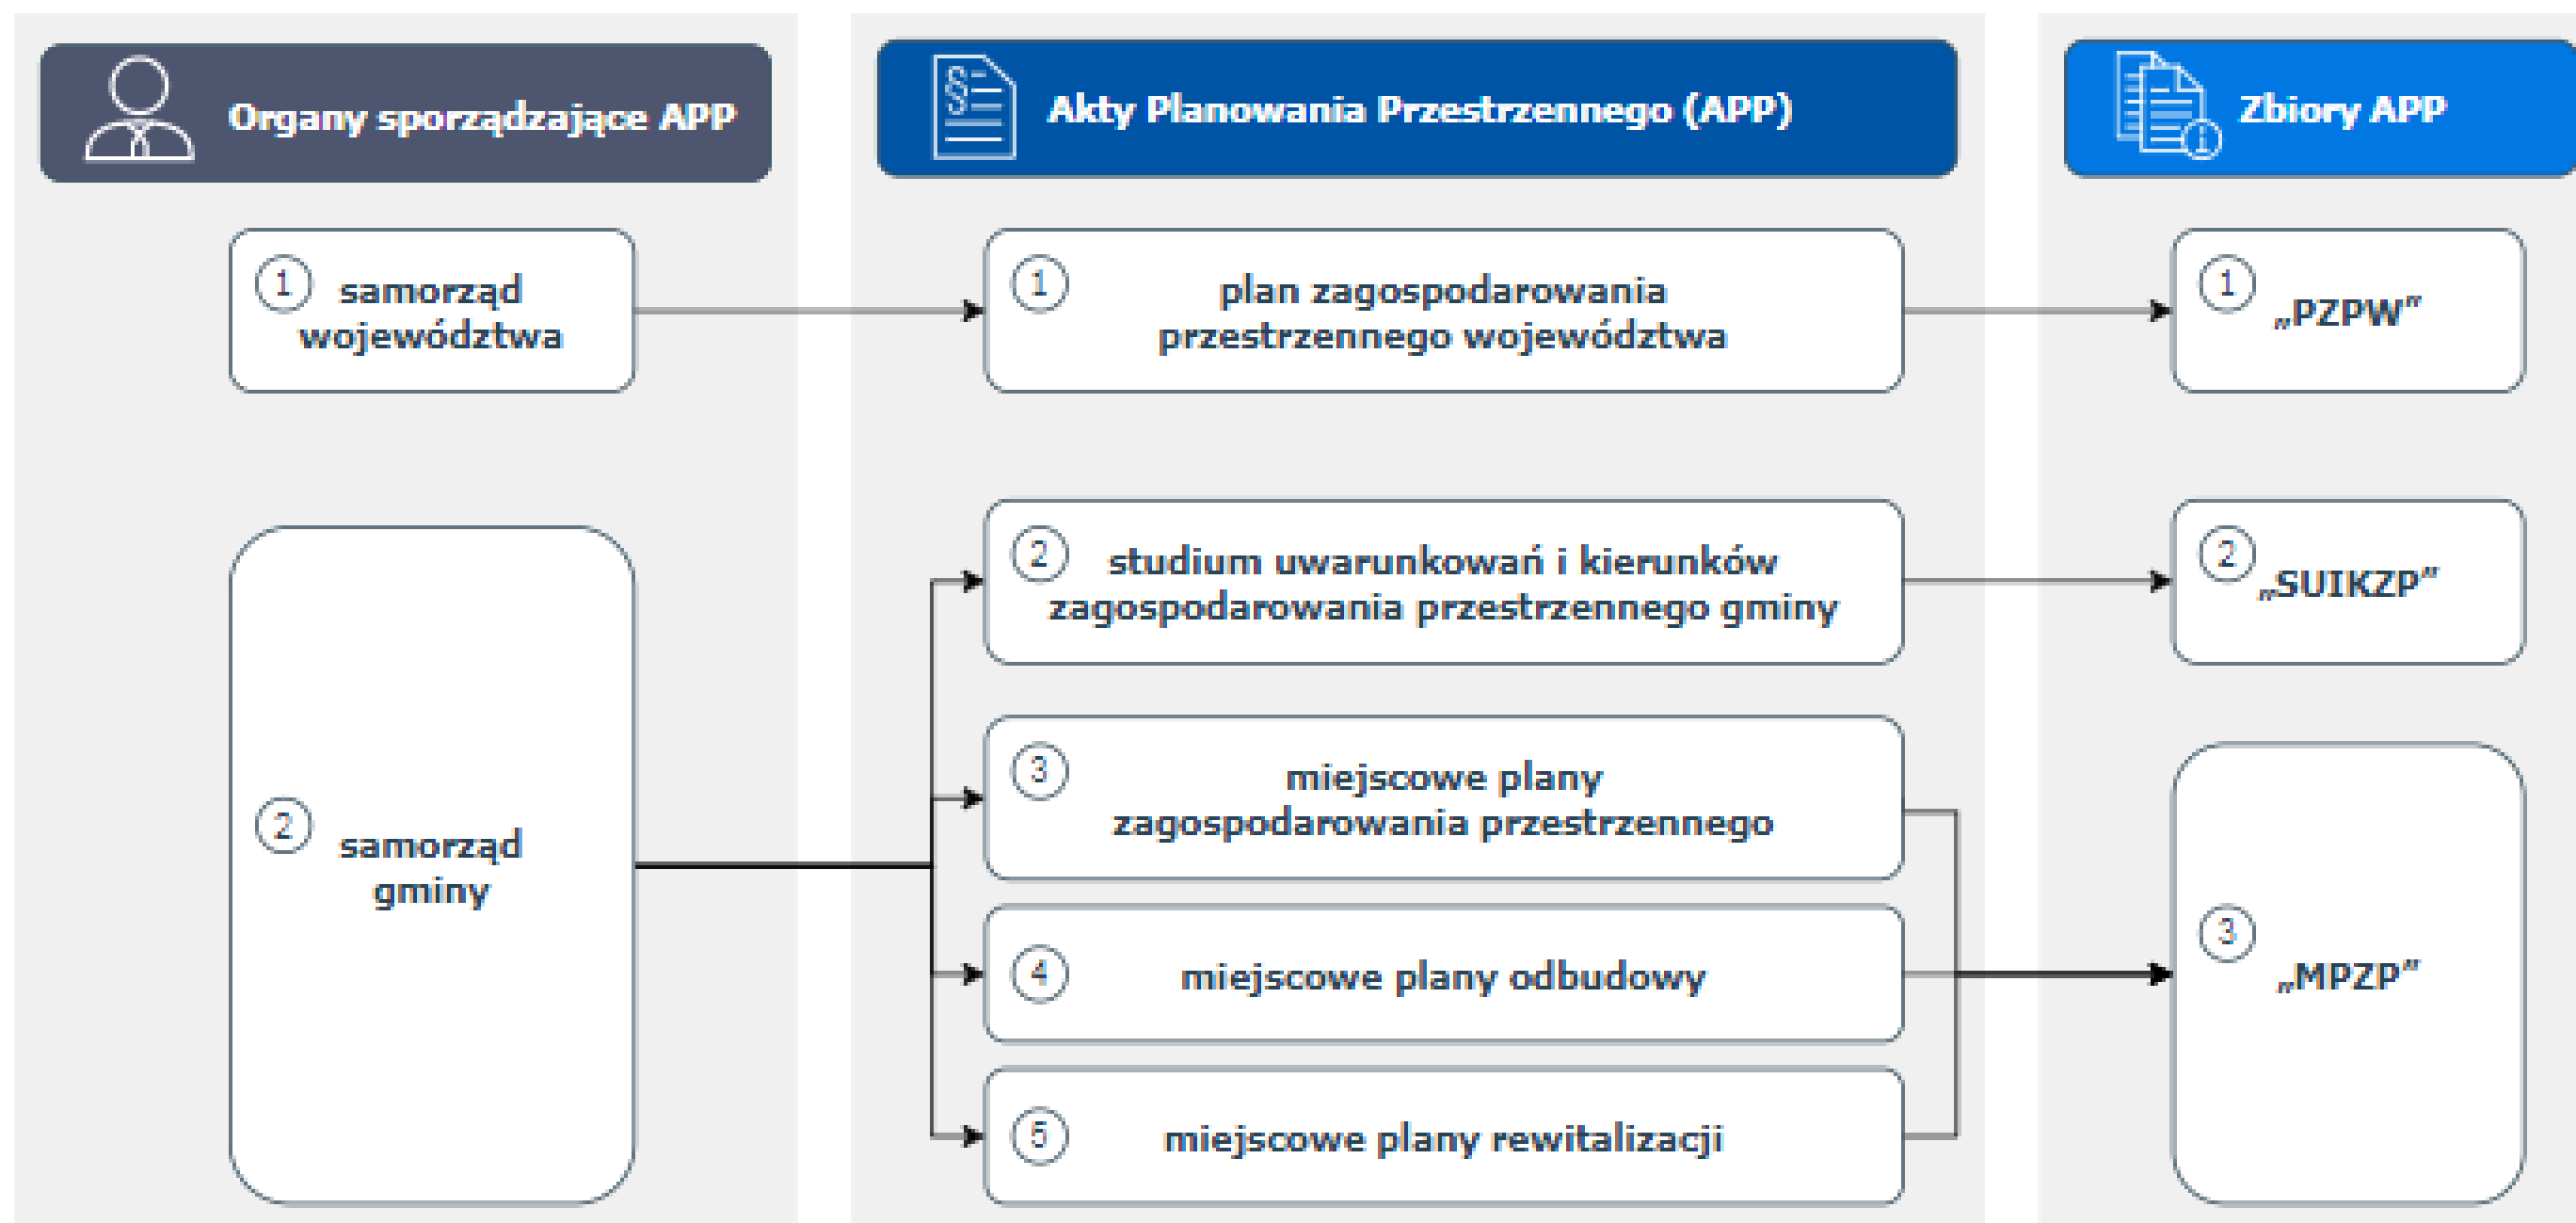 Organy sporządzające APP
Akty Planowania Przestrzennego (APP)
Zbiory APP
1
samorząd
województwa
1
plan zagospodarowania
przestrzennego województwa
1
„PZPW”
2
samorząd
gminy
2
studium uwarunkowań i kierunków
zagospodarowania przestrzennego gminy
2
„SUIKZP”
3
miejscowe plany
zagospodarowania przestrzennego
4
miejscowe plany odbudowy
5
miejscowe plany rewitalizacji
3
„MPZP”